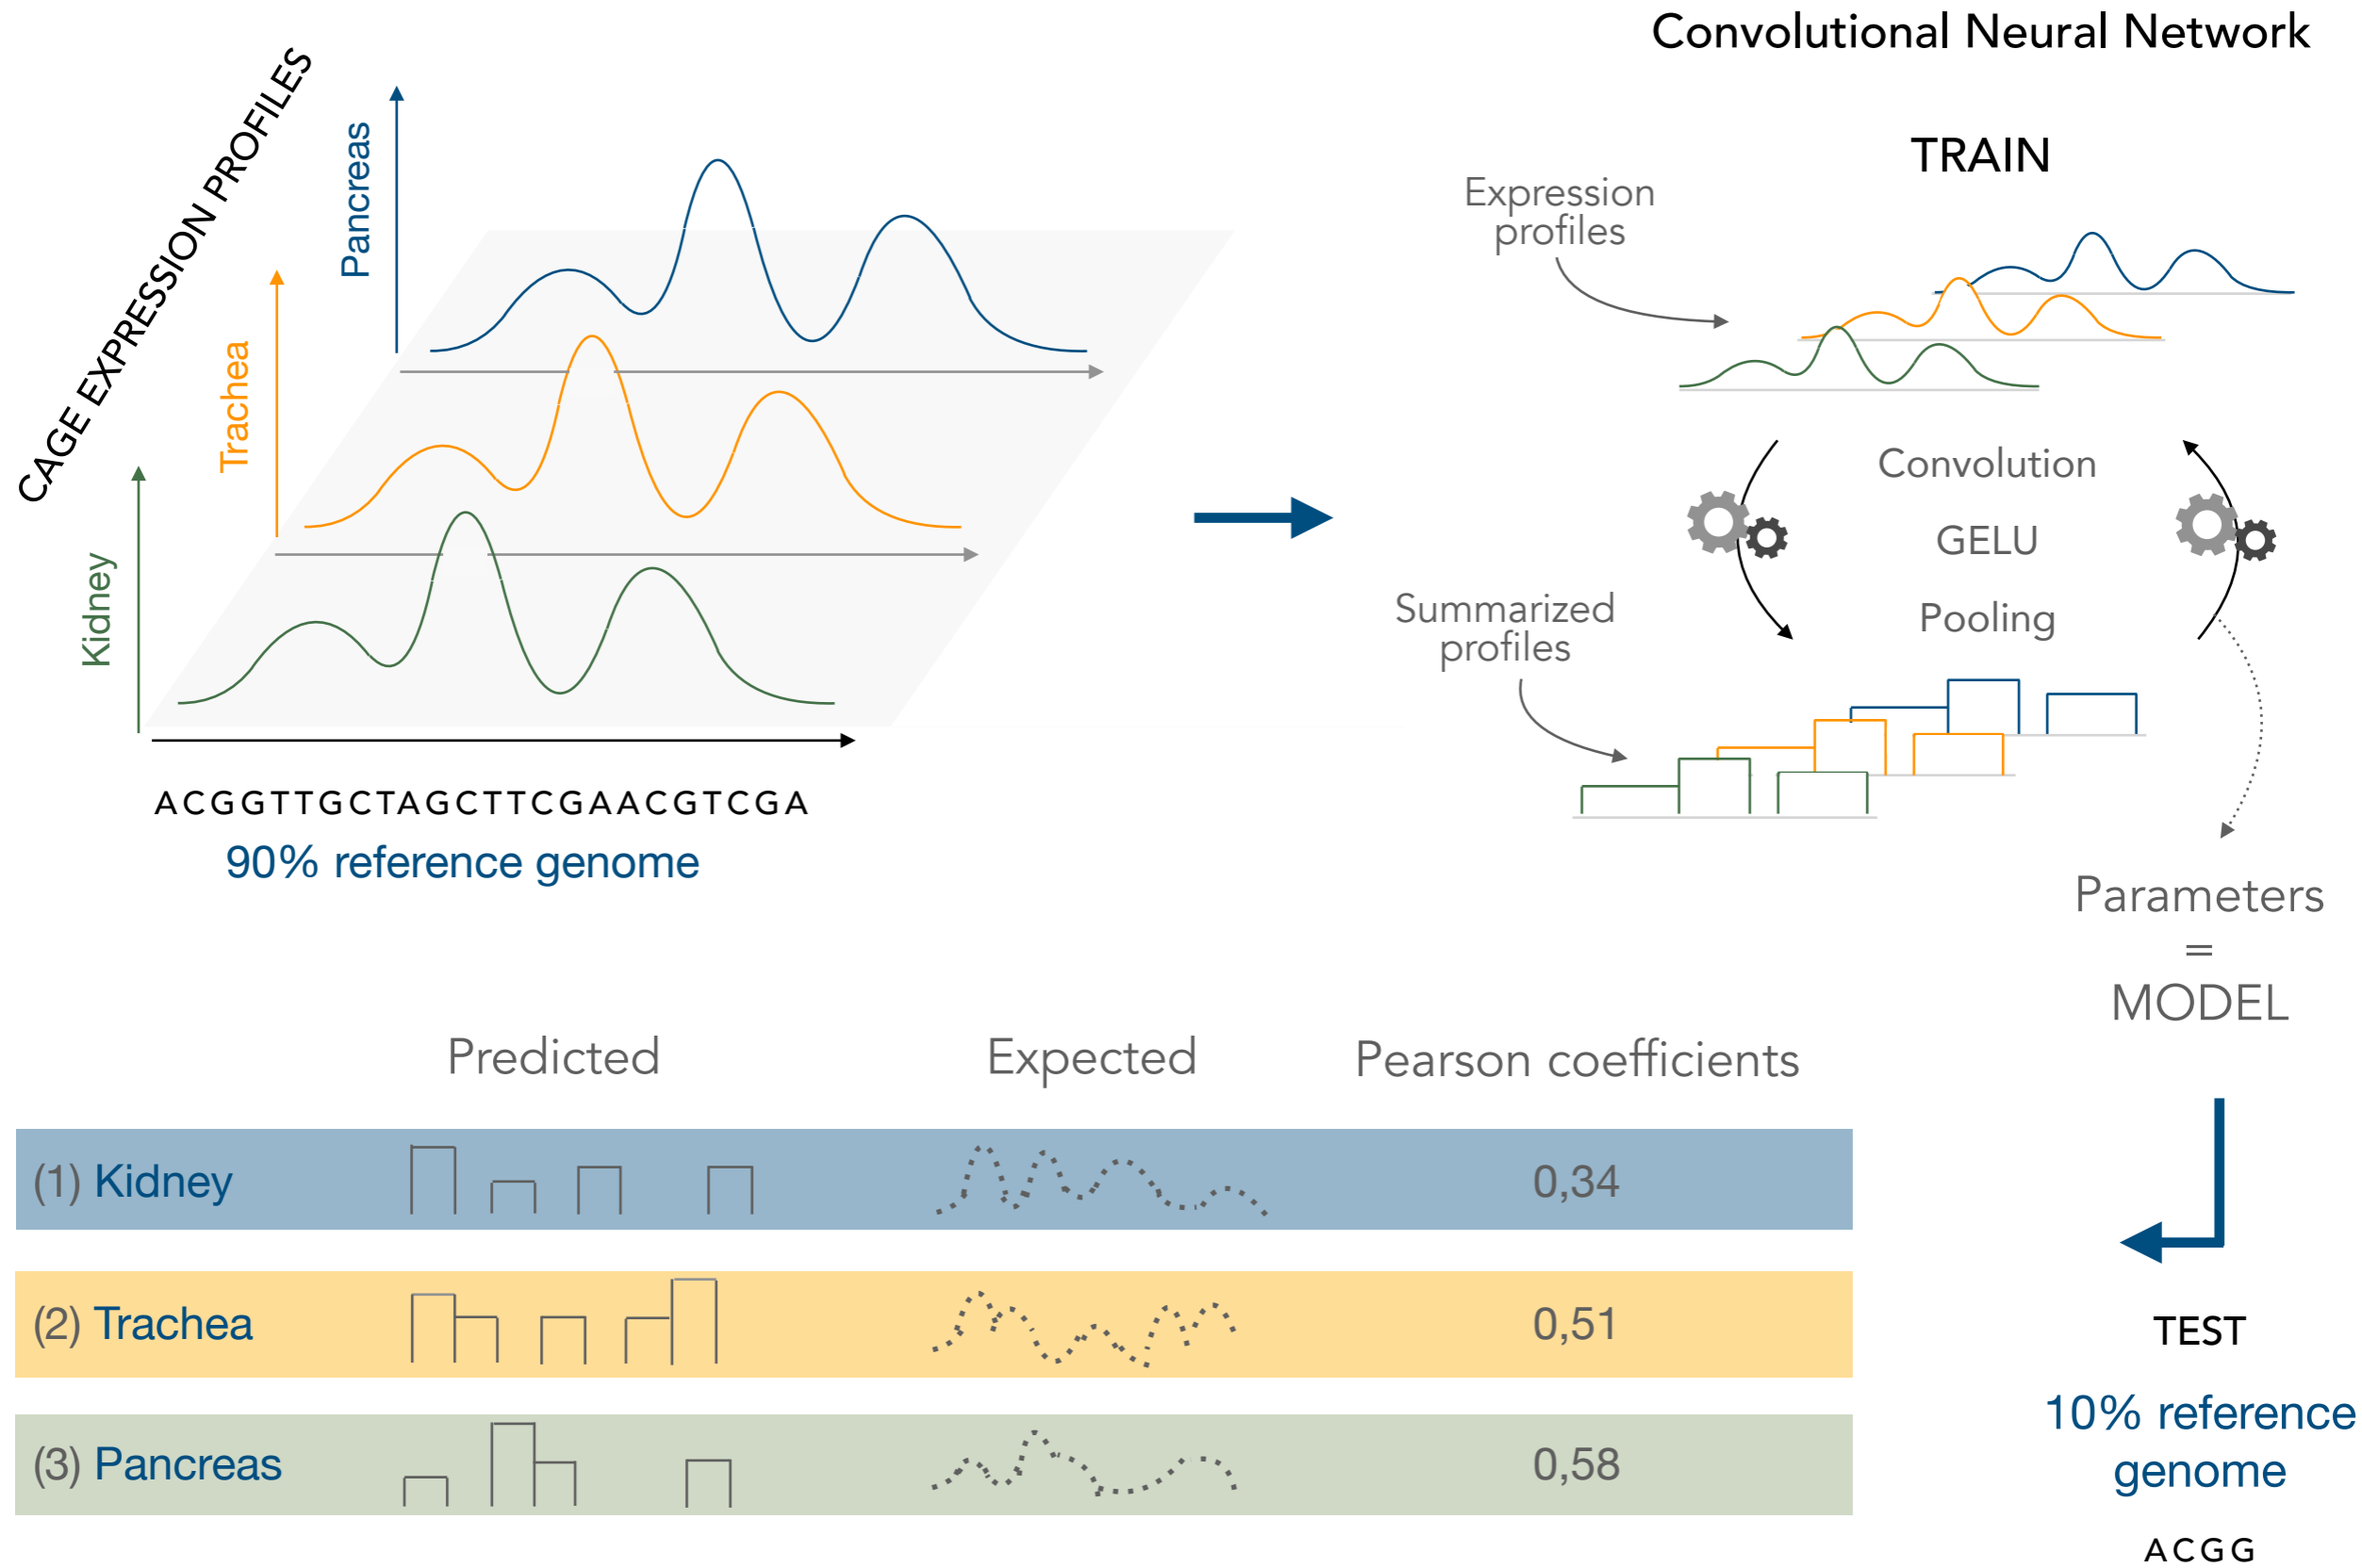 Convolutional Neural Network
CAGE EXPRESSION PROFILES
Pancreas
Trachea
Kidney
ACGGTTGCTAGCTTCGAACGTCGA
90% reference genome
TRAIN
Expression
profiles
Convolution
GELU
Pooling
Summarized
profiles
Parameters
=
MODEL
Predicted
Expected
Pearson coefficients
(1) Kidney
0,34
(2) Trachea
0,51
(3) Pancreas
0,58
TEST
10% reference
genome
ACGG